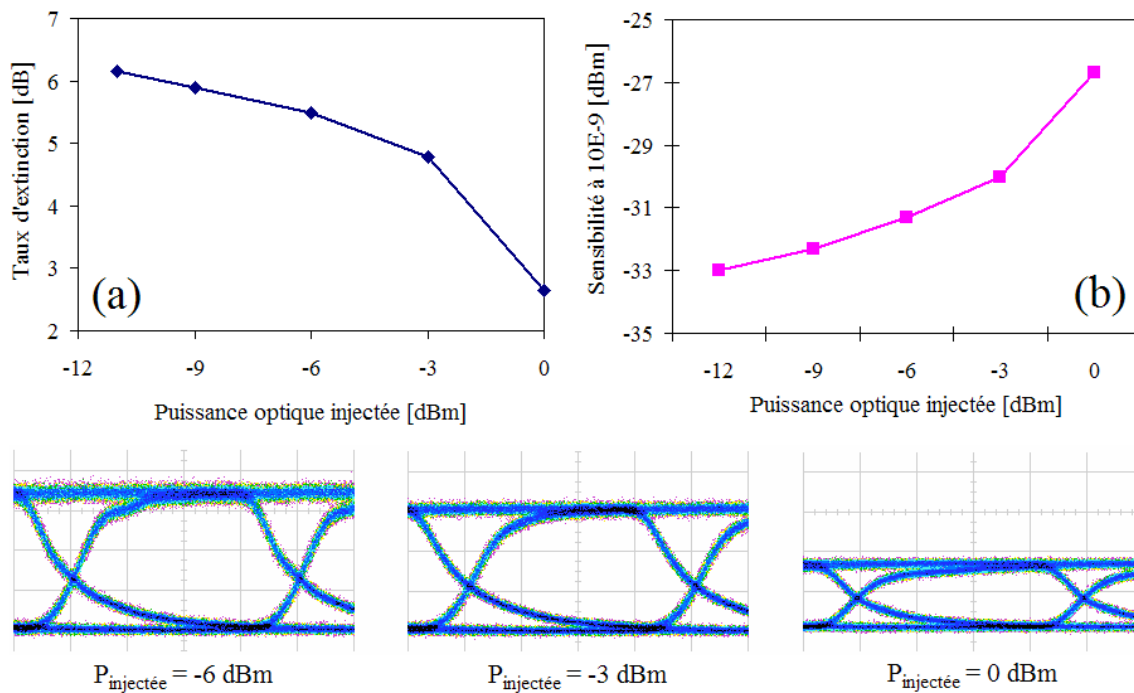 7
6
5
4
3
2
Taux d'extinction [dB]
(a)
-12
-9
-6
-3
0
Puissance optique injectée [dBm]
-25
-27
-29
-31
-33
-35
Sensibilité à 10E-9 [dBm]
(b)
-12
-9
-6
-3
0
Puissance optique injectée [dBm]
Pinjectée = -6 dBm
Pinjectée = -3 dBm
Pinjectée = 0 dBm